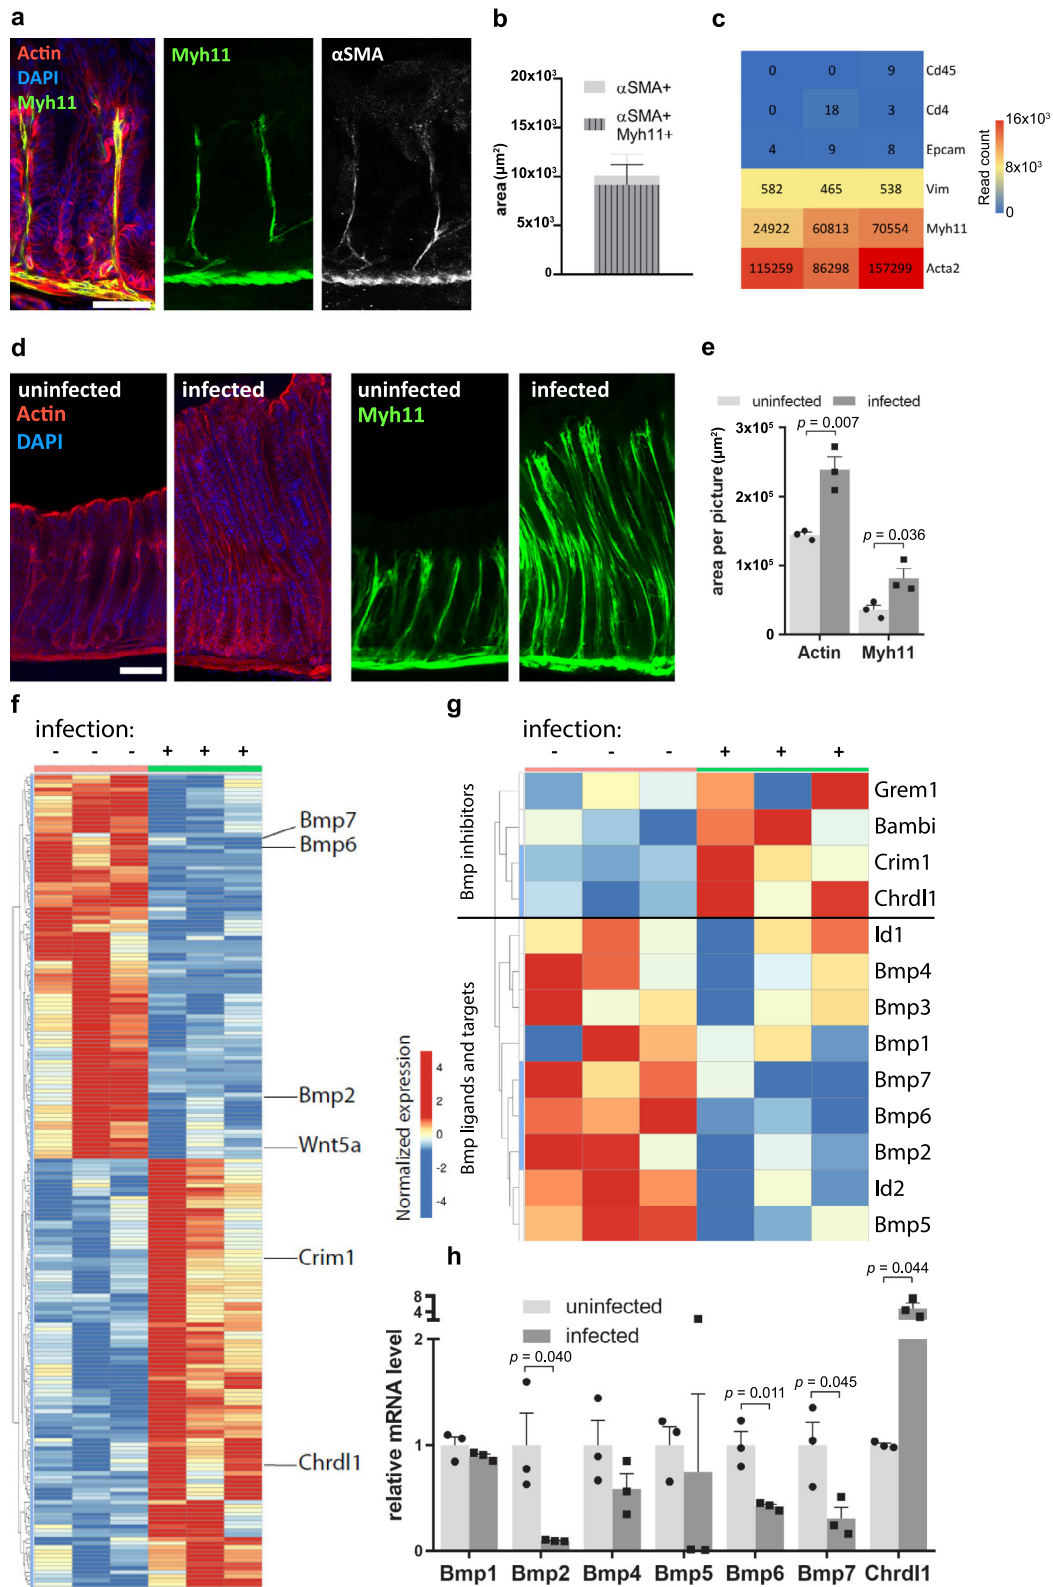 a
Actin
DAPI
Myh11
Myh11
αSMA
b
20x10³
15x10³
10x10³
5x10³
0
area (µm²)
αSMA+
αSMA+
Myh11+
c
0 0 9 Cd45
0 18 3 Cd4
4 9 8 Epcam
582 465 538 Vim
24922 60813 70554 Myh11
115259 86298 157299 Acta2
Read count
16x10³
8x10³
0
d
uninfected
Actin
DAPI
infected
uninfected
Myh11
infected
e
uninfected infected
p = 0.007
p = 0.036
3x10⁵
2x10⁵
1x10⁵
0
area per picture (µm²)
Actin Myh11
f
infection:
- - - + + +
Bmp7
Bmp6
Bmp2
Wnt5a
Crim1
Chrdl1
Normalized expression
4
2
0
-2
-4
g
infection:
- - - + + +
Bmp inhibitors
Bmp ligands and targets
Grem1
Bambi
Crim1
Chrdl1
Id1
Bmp4
Bmp3
Bmp1
Bmp7
Bmp6
Bmp2
Id2
Bmp5
h
uninfected
infected
8
4
2
1
0
relative mRNA level
p = 0.040
p = 0.011
p = 0.045
p = 0.044
Bmp1 Bmp2 Bmp4 Bmp5 Bmp6 Bmp7 Chrdl1